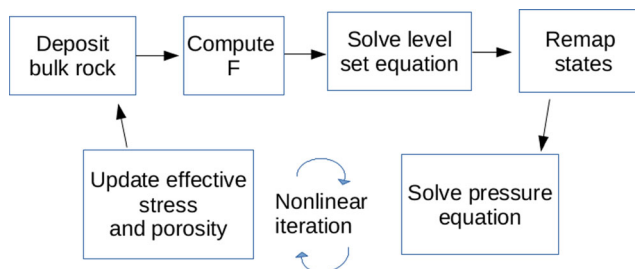 Deposit
bulk rock
Compute
F
Solve level
set equation
Remap
states
Update effective
stress
and porosity
Nonlinear
iteration
Solve pressure
equation